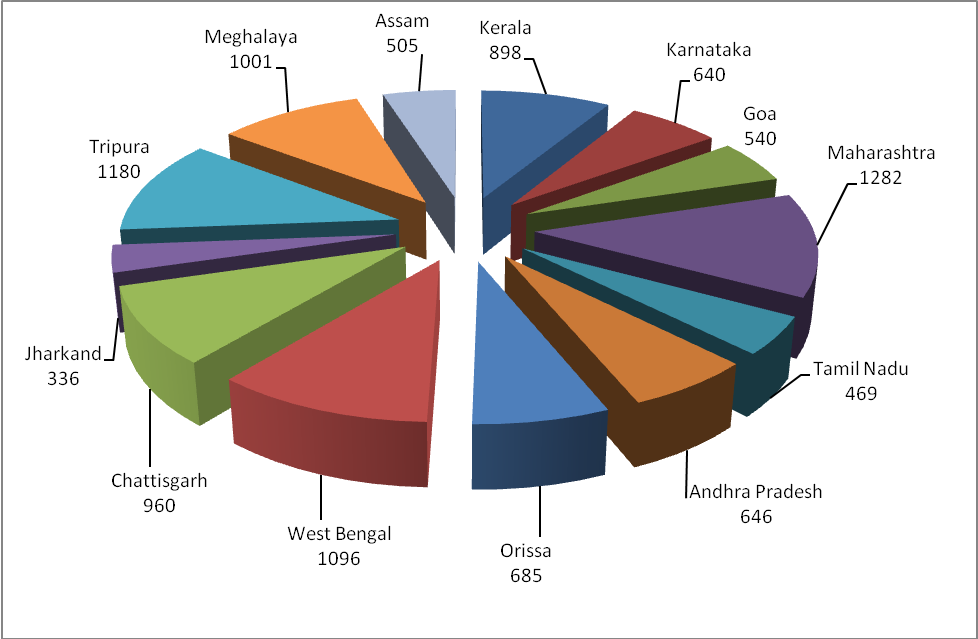 Assam
505
Kerala
898
Meghalaya
1001
Karnataka
640
Goa
540
Tripura
1180
Maharashtra
1282
Jharkand
336
Tamil Nadu
469
Chattisgarh
960
Andhra Pradesh
646
West Bengal
1096
Orissa
685